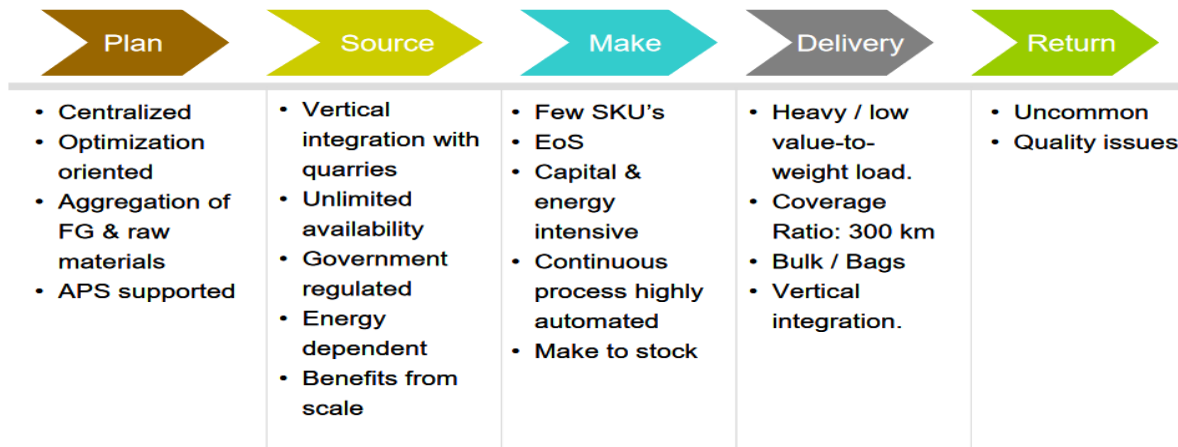 Plan
Source
Make
Delivery
Return
• Centralized
• Optimization
oriented
• Aggregation of
FG & raw
materials
• APS supported
• Vertical
integration with
quarries
• Unlimited
availability
• Government
regulated
• Energy
dependent
• Benefits from
scale
• Few SKU's
• EoS
• Capital &
energy
intensive
• Continuous
process highly
automated
• Make to stock
• Heavy / low
value-to-
weight load.
• Coverage
Ratio: 300 km
• Bulk / Bags
• Vertical
integration.
• Uncommon
• Quality issues